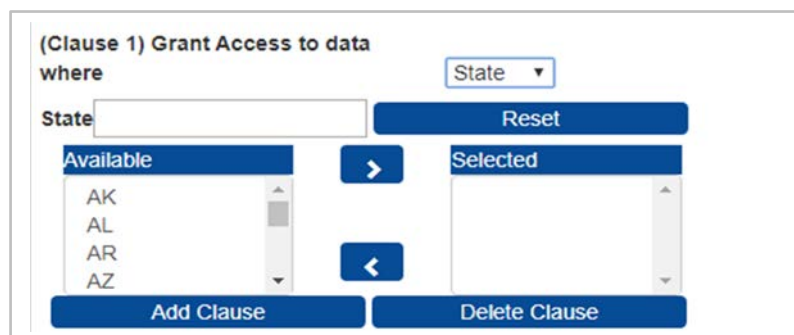 (Clause 1) Grant Access to data
where State
State Reset
Available > Selected
AK
AL
AR
<
AZ
Add Clause Delete Clause